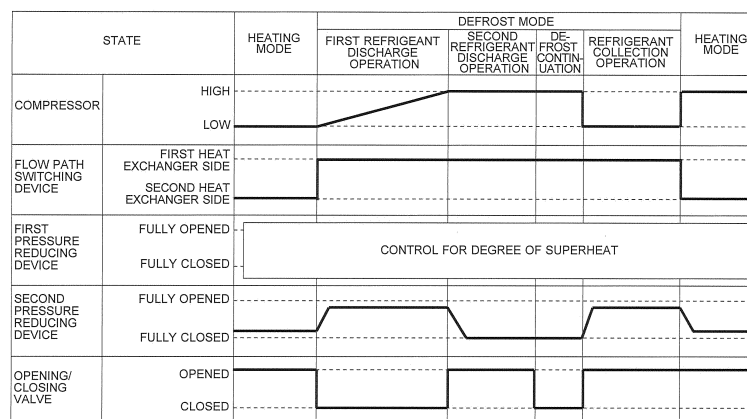 STATE
HEATING
MODE
DEFROST MODE
FIRST REFRIGEANT
DISCHARGE
OPERATION
SECOND
REFRIGERANT
DISCHARGE
OPERATION
DE-
FROST
CONTIN-
UATION
REFRIGERANT
COLLECTION
OPERATION
HEATING
MODE
COMPRESSOR
HIGH
LOW
FLOW PATH
SWITCHING
DEVICE
FIRST HEAT
EXCHANGER SIDE
SECOND HEAT
EXCHANGER SIDE
FIRST
PRESSURE
REDUCING
DEVICE
FULLY OPENED
FULLY CLOSED
CONTROL FOR DEGREE OF SUPERHEAT
SECOND
PRESSURE
REDUCING
DEVICE
FULLY OPENED
FULLY CLOSED
OPENING/
CLOSING
VALVE
OPENED
CLOSED